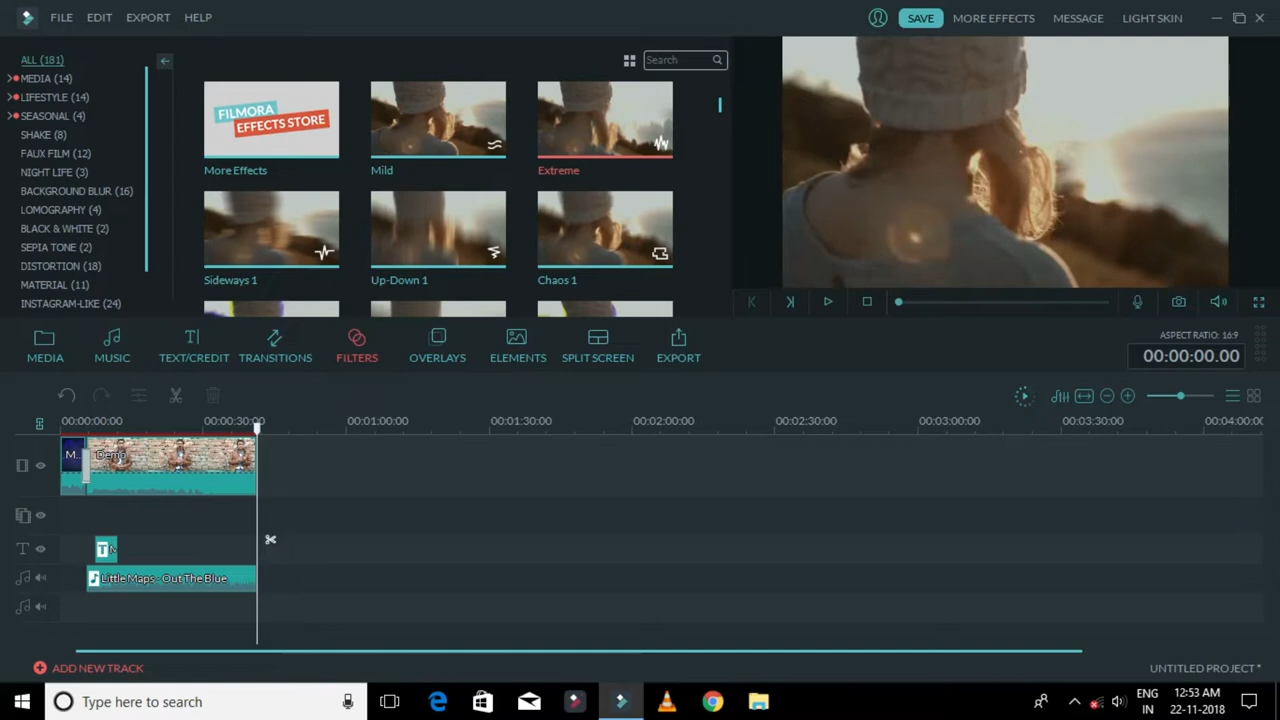 FILE EDIT EXPORT HELP
SAVE MORE EFFECTS MESSAGE LIGHT SKIN
ALL (181)
MEDIA (14)
LIFESTYLE (14)
SEASONAL (4)
SHAKE (8)
FAUX FILM (12)
NIGHT LIFE (3)
BACKGROUND BLUR (16)
LOMOGRAPHY (4)
BLACK & WHITE (2)
SEPIA TONE (2)
DISTORTION (18)
MATERIAL (11)
INSTAGRAM-LIKE (24)
Search
FILMORA
EFFECTS STORE
More Effects Mild Extreme
Sideways 1 Up-Down 1 Chaos 1
MEDIA MUSIC TEXT/CREDIT TRANSITIONS FILTERS OVERLAYS ELEMENTS SPLIT SCREEN EXPORT
ASPECT RATIO: 16:9
00:00:00.00
00:00:00:00 00:00:30:00 00:01:00:00 00:01:30:00 00:02:00:00 00:02:30:00 00:03:00:00 00:03:30:00 00:04:00:00
M... Demo
T M
Little Maps - Out The Blue
ADD NEW TRACK
UNTITLED PROJECT *
Type here to search
ENG
IN
12:53 AM
22-11-2018